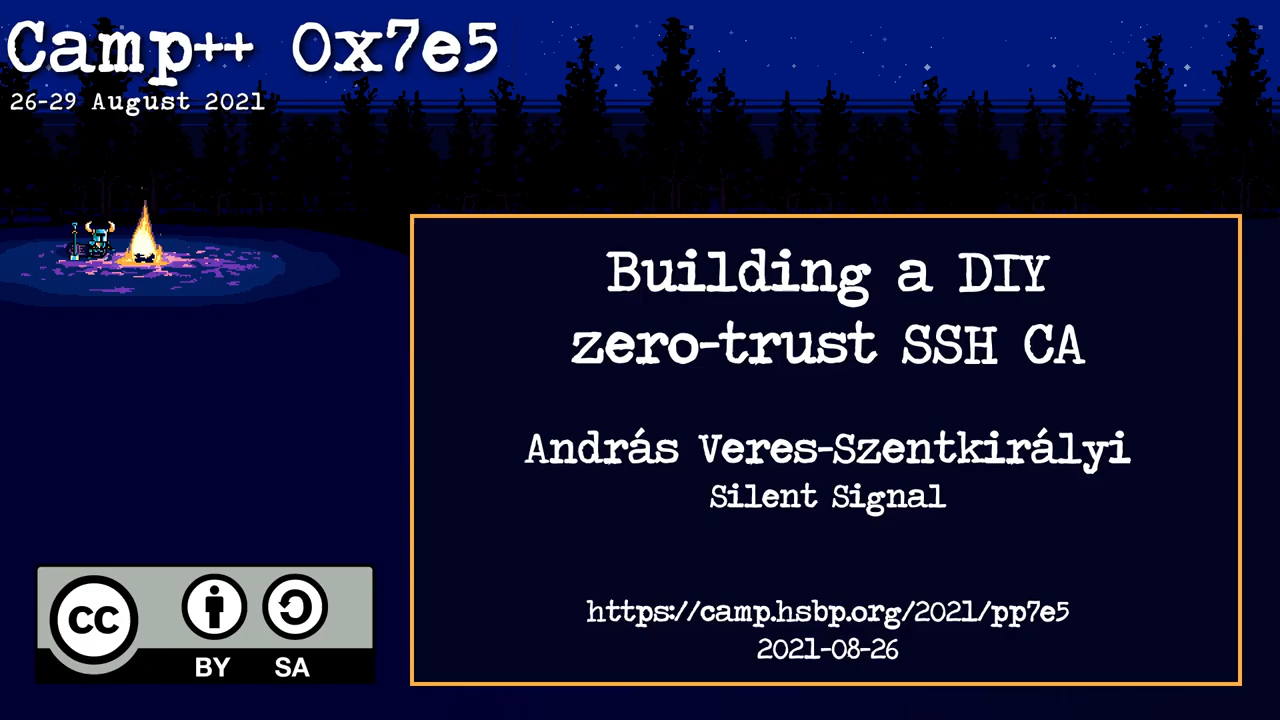 Camp++ 0x7e5
26-29 August 2021
Building a DIY
zero-trust SSH CA
András Veres-Szentkirályi
Silent Signal
https://camp.hsbp.org/2021/pp7e5
2021-08-26
CC
BY SA